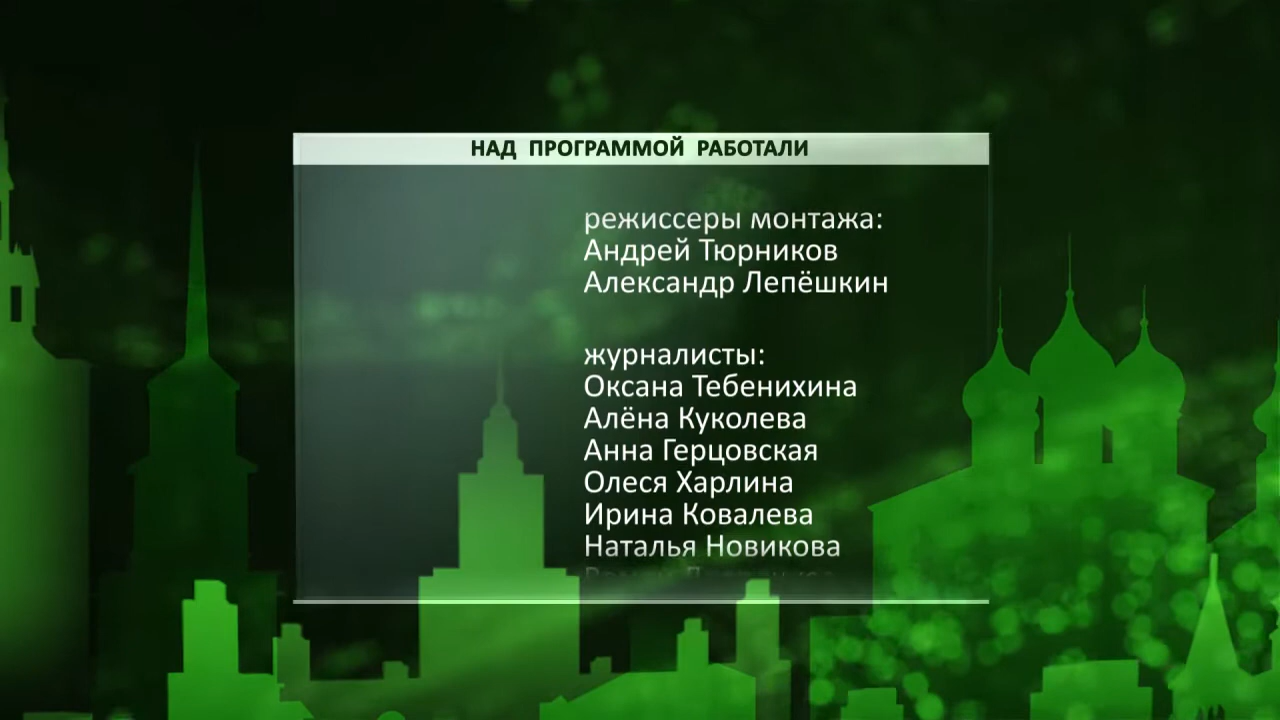 НАД ПРОГРАММОЙ РАБОТАЛИ
режиссеры монтажа:
Андрей Тюрников
Александр Лепёшкин
журналисты:
Оксана Тебенихина
Алёна Куколева
Анна Герцовская
Олеся Харлина
Ирина Ковалева
Наталья Новикова